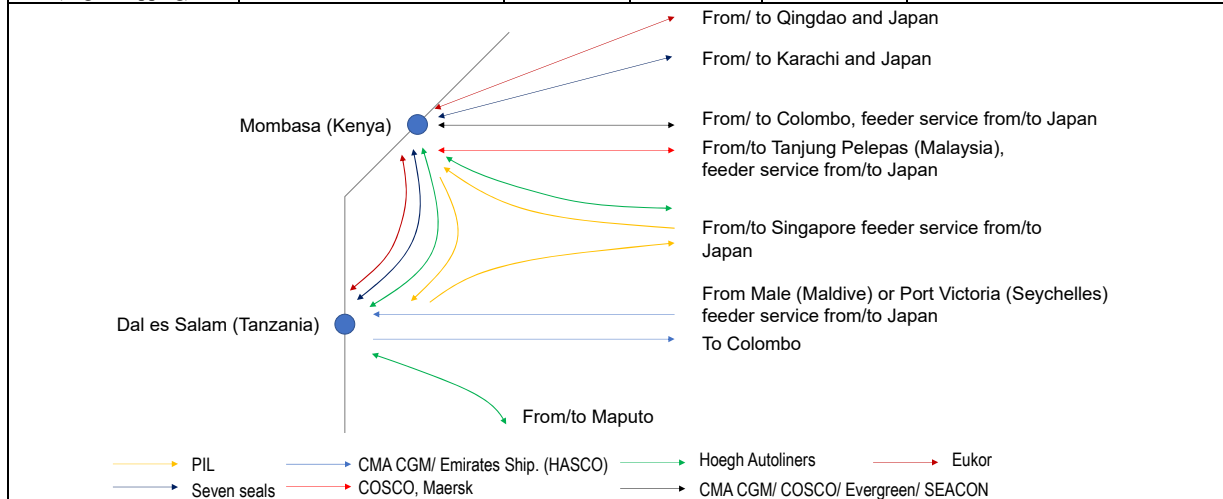 From/ to Qingdao and Japan
From/ to Karachi and Japan
Mombasa (Kenya)
From/ to Colombo, feeder service from/to Japan
From/to Tanjung Pelepas (Malaysia),
feeder service from/to Japan
From/to Singapore feeder service from/to
Japan
From Male (Maldive) or Port Victoria (Seychelles)
feeder service from/to Japan
Dal es Salam (Tanzania)
To Colombo
From/to Maputo
PIL
CMA CGM/ Emirates Ship. (HASCO)
Hoegh Autoliners
Eukor
Seven seals
COSCO, Maersk
CMA CGM/ COSCO/ Evergreen/ SEACON